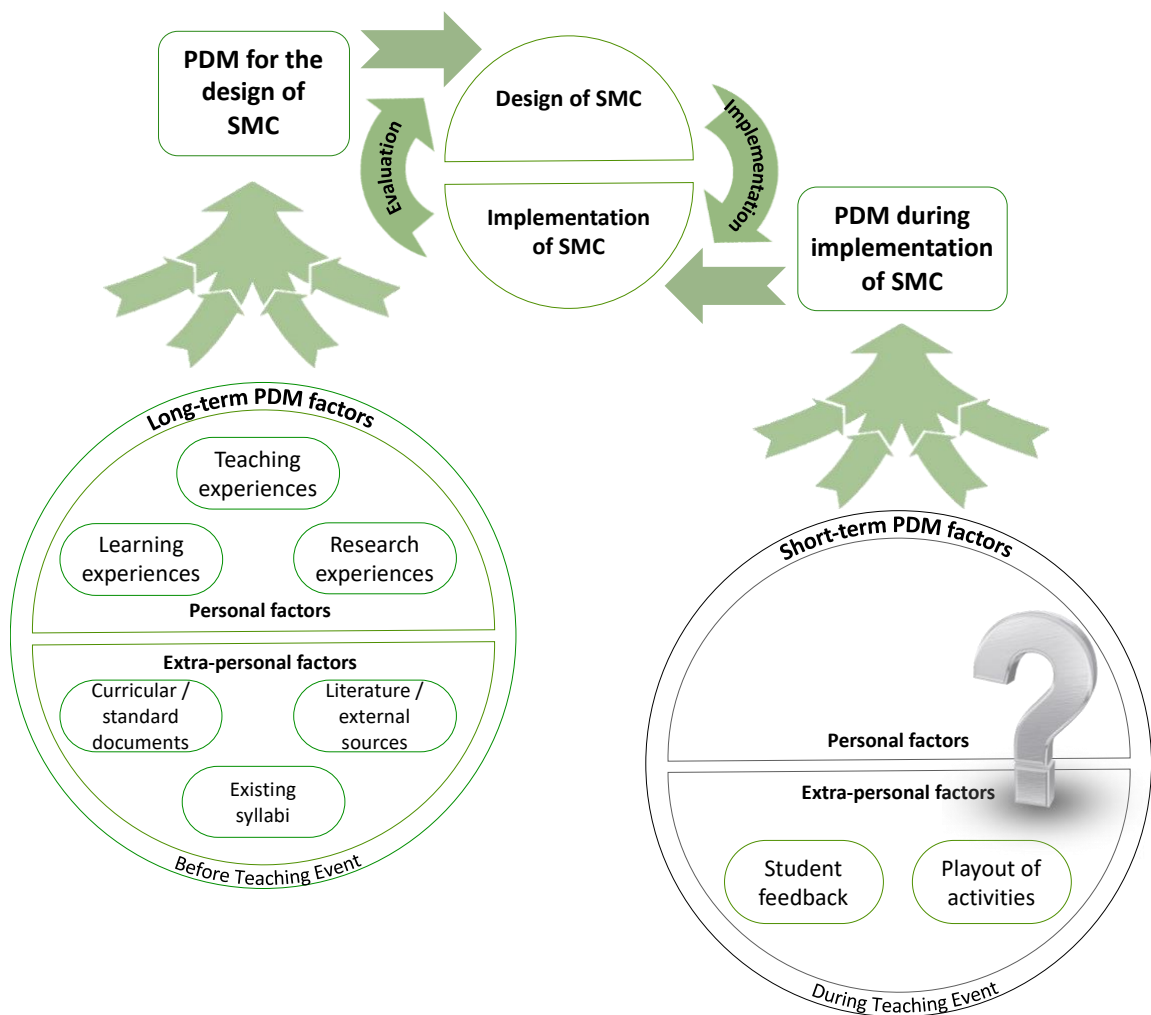 PDM for the
design of
SMC
Design of SMC
Implementation
of SMC
Evaluation
Implementation
PDM during
implementation
of SMC
Long-term PDM factors
Teaching
experiences
Learning
experiences
Research
experiences
Personal factors
Extra-personal factors
Curricular /
standard
documents
Literature /
external
sources
Existing
syllabi
Before Teaching Event
Short-term PDM factors
Personal factors
Extra-personal factors
Student
feedback
Playout of
activities
During Teaching Event
?